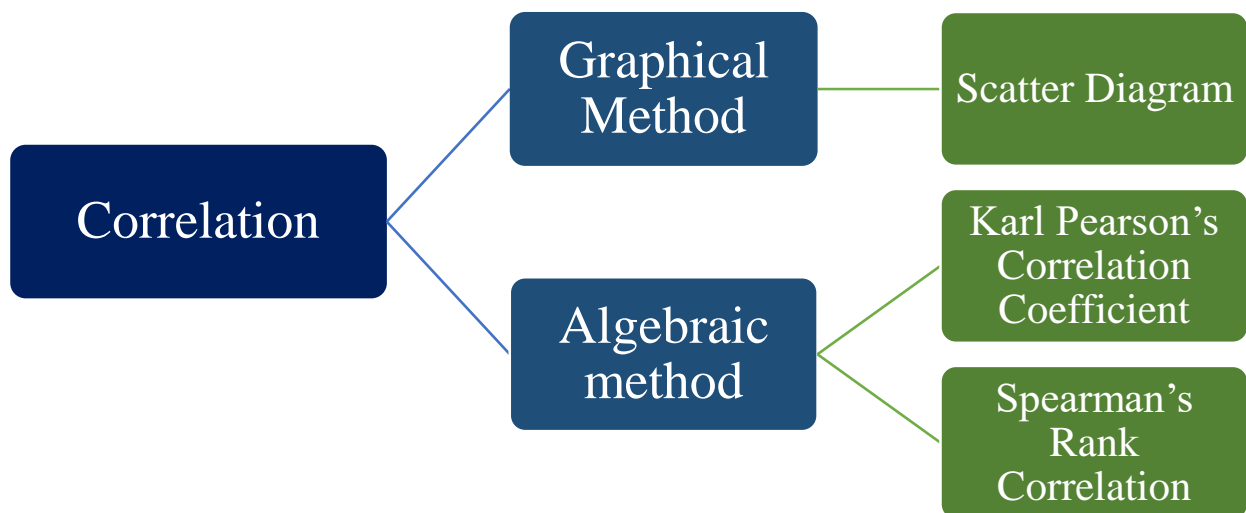 Correlation
Graphical
Method
Algebraic
method
Scatter Diagram
Karl Pearson’s
Correlation
Coefficient
Spearman’s
Rank
Correlation